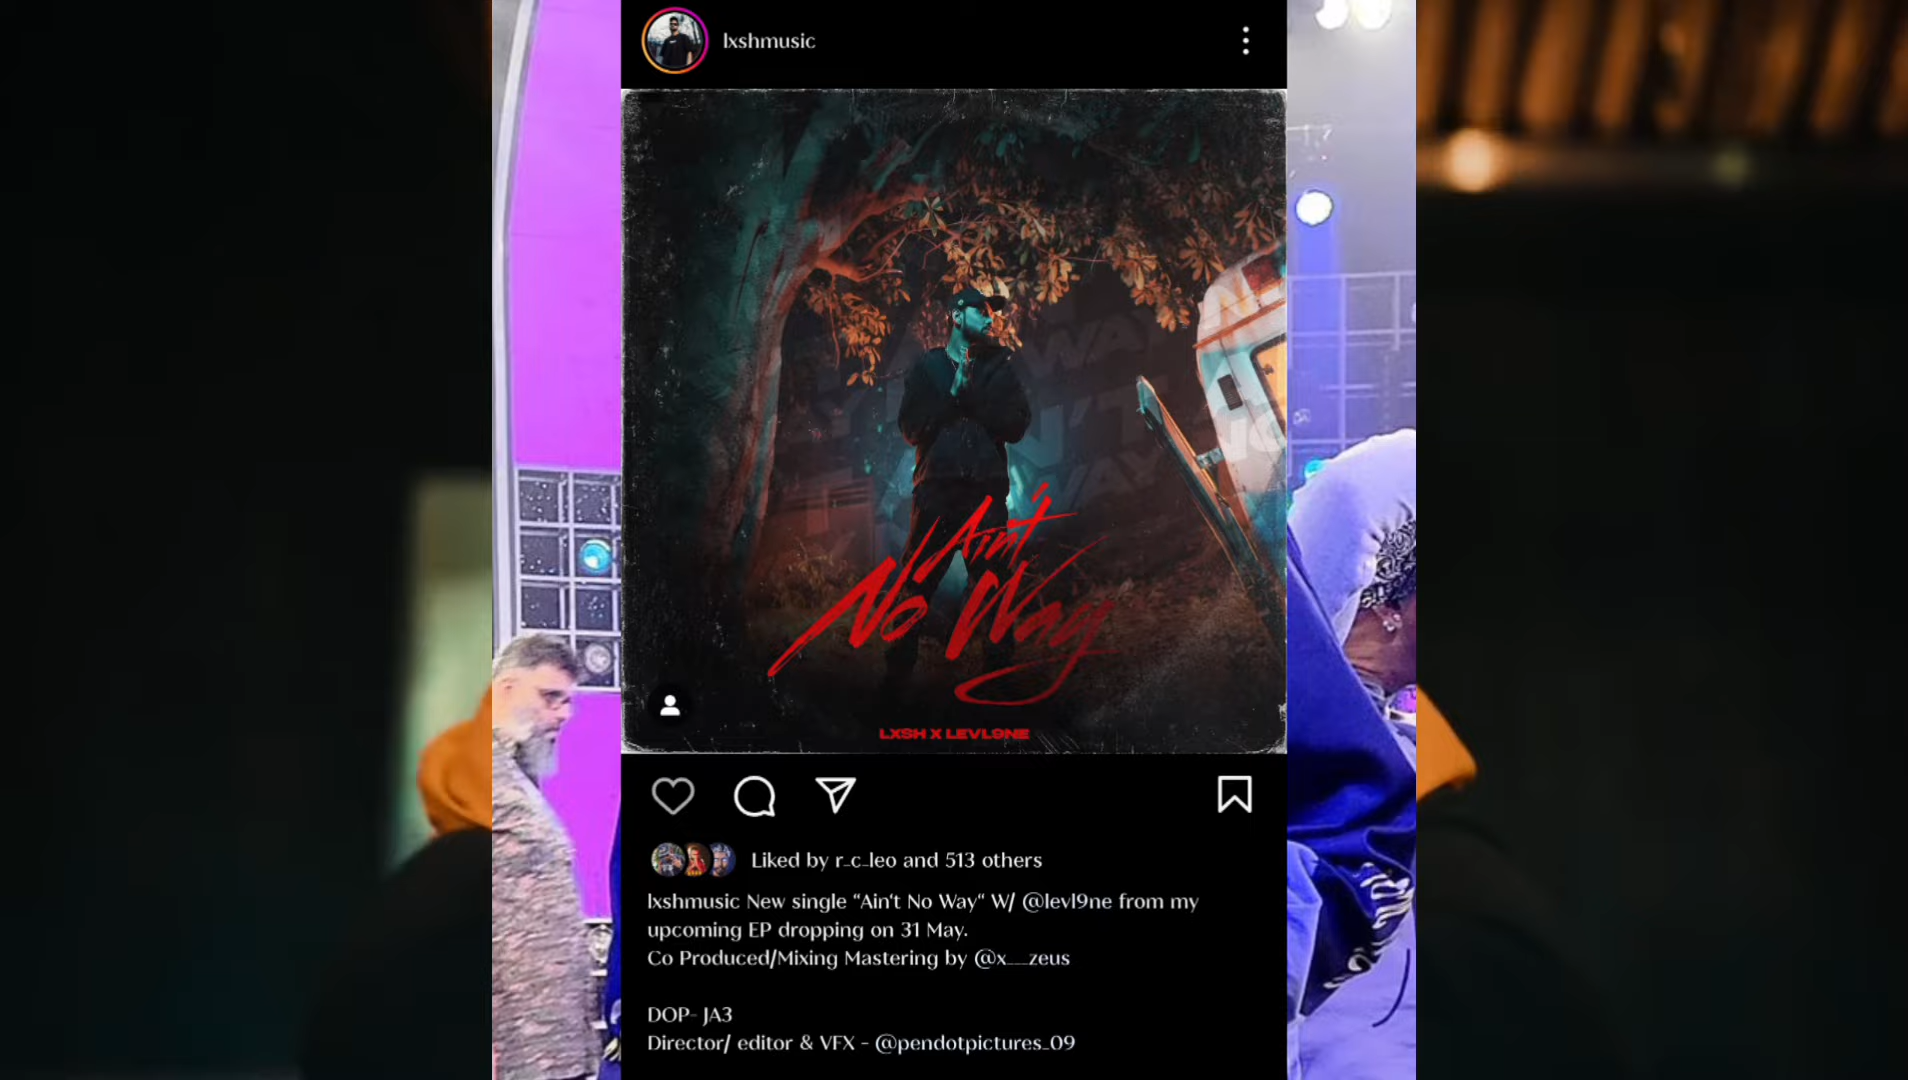 lxshmusic
Ain't
No Way
LXSH X LEVL9NE
Liked by r_c_leo and 513 others
lxshmusic New single “Ain't No Way“ W/ @levl9ne from my
upcoming EP dropping on 31 May.
Co Produced/Mixing Mastering by @x__zeus
DOP- JA3
Director/ editor & VFX - @pendotpictures_09